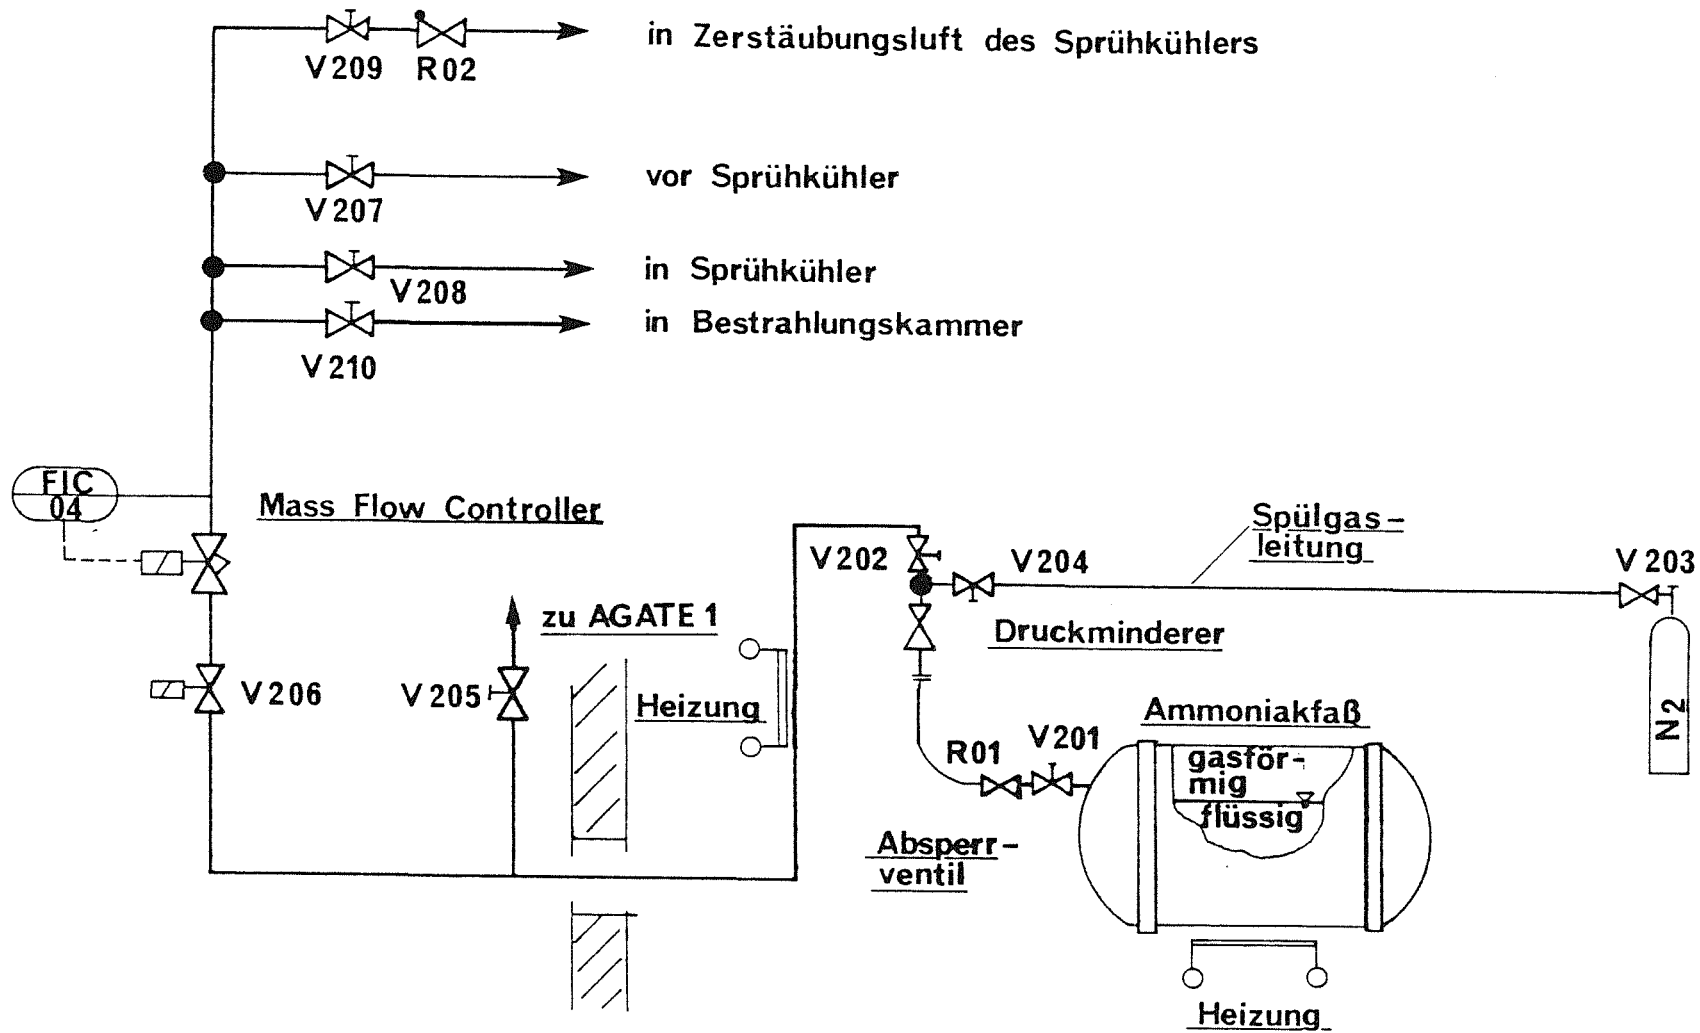 in Zerstäubungsluft des Sprühkühlers
V209 R02
vor Sprühkühler
V207
in Sprühkühler
V208
in Bestrahlungskammer
V210
FIC
04
Mass Flow Controller
V202
V204
Spülgas-
leitung
V203
zu AGATE 1
Druckminderer
V206
V205
Heizung
N2
Ammoniakfaß
R01
V201
gasför-
mig
flüssig
Absperr-
ventil
Heizung